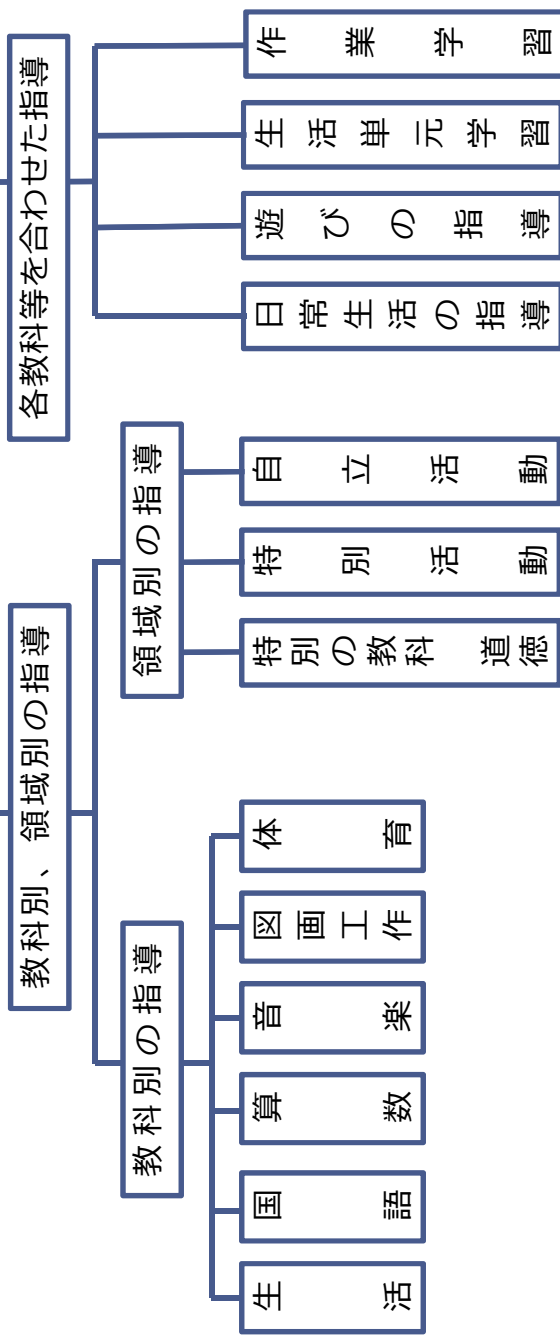 教科別、領域別の指導
各教科等を合わせた指導
教科別の指導
領域別の指導
生活
国語
算数
音楽
図画工作
体育
特別の教科　道徳
特別活動
自立活動
日常生活の指導
遊びの指導
生活単元学習
作業学習